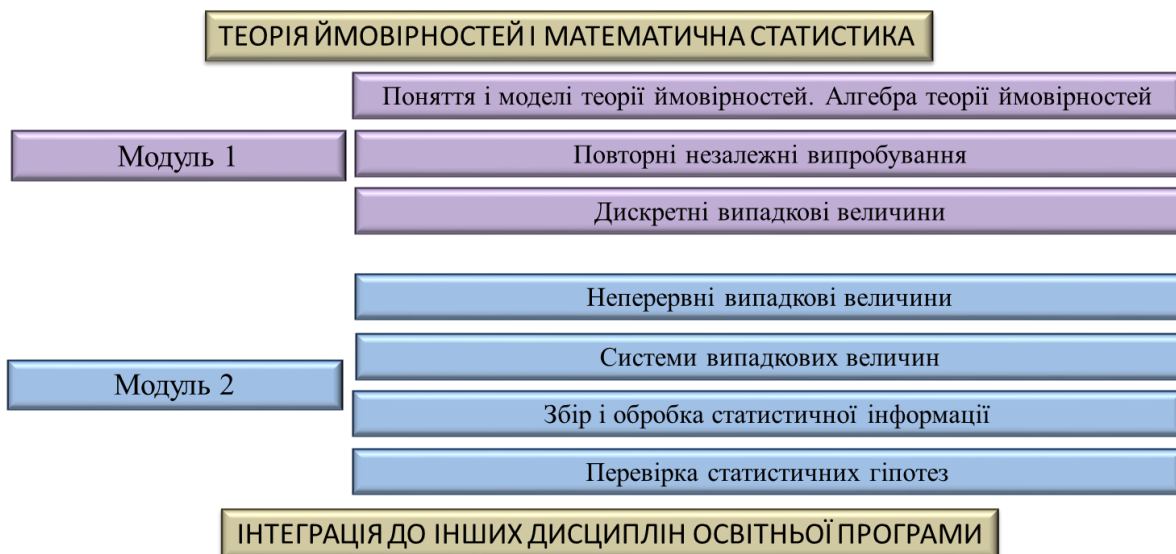 ТЕОРІЯ ЙМОВІРНОСТЕЙ І МАТЕМАТИЧНА СТАТИСТИКА
Модуль 1
Поняття і моделі теорії ймовірностей. Алгебра теорії ймовірностей
Повторні незалежні випробування
Дискретні випадкові величини
Модуль 2
Неперервні випадкові величини
Системи випадкових величин
Збір і обробка статистичної інформації
Перевірка статистичних гіпотез
ІНТЕГРАЦІЯ ДО ІНШИХ ДИСЦИПЛІН ОСВІТНЬОЇ ПРОГРАМИ